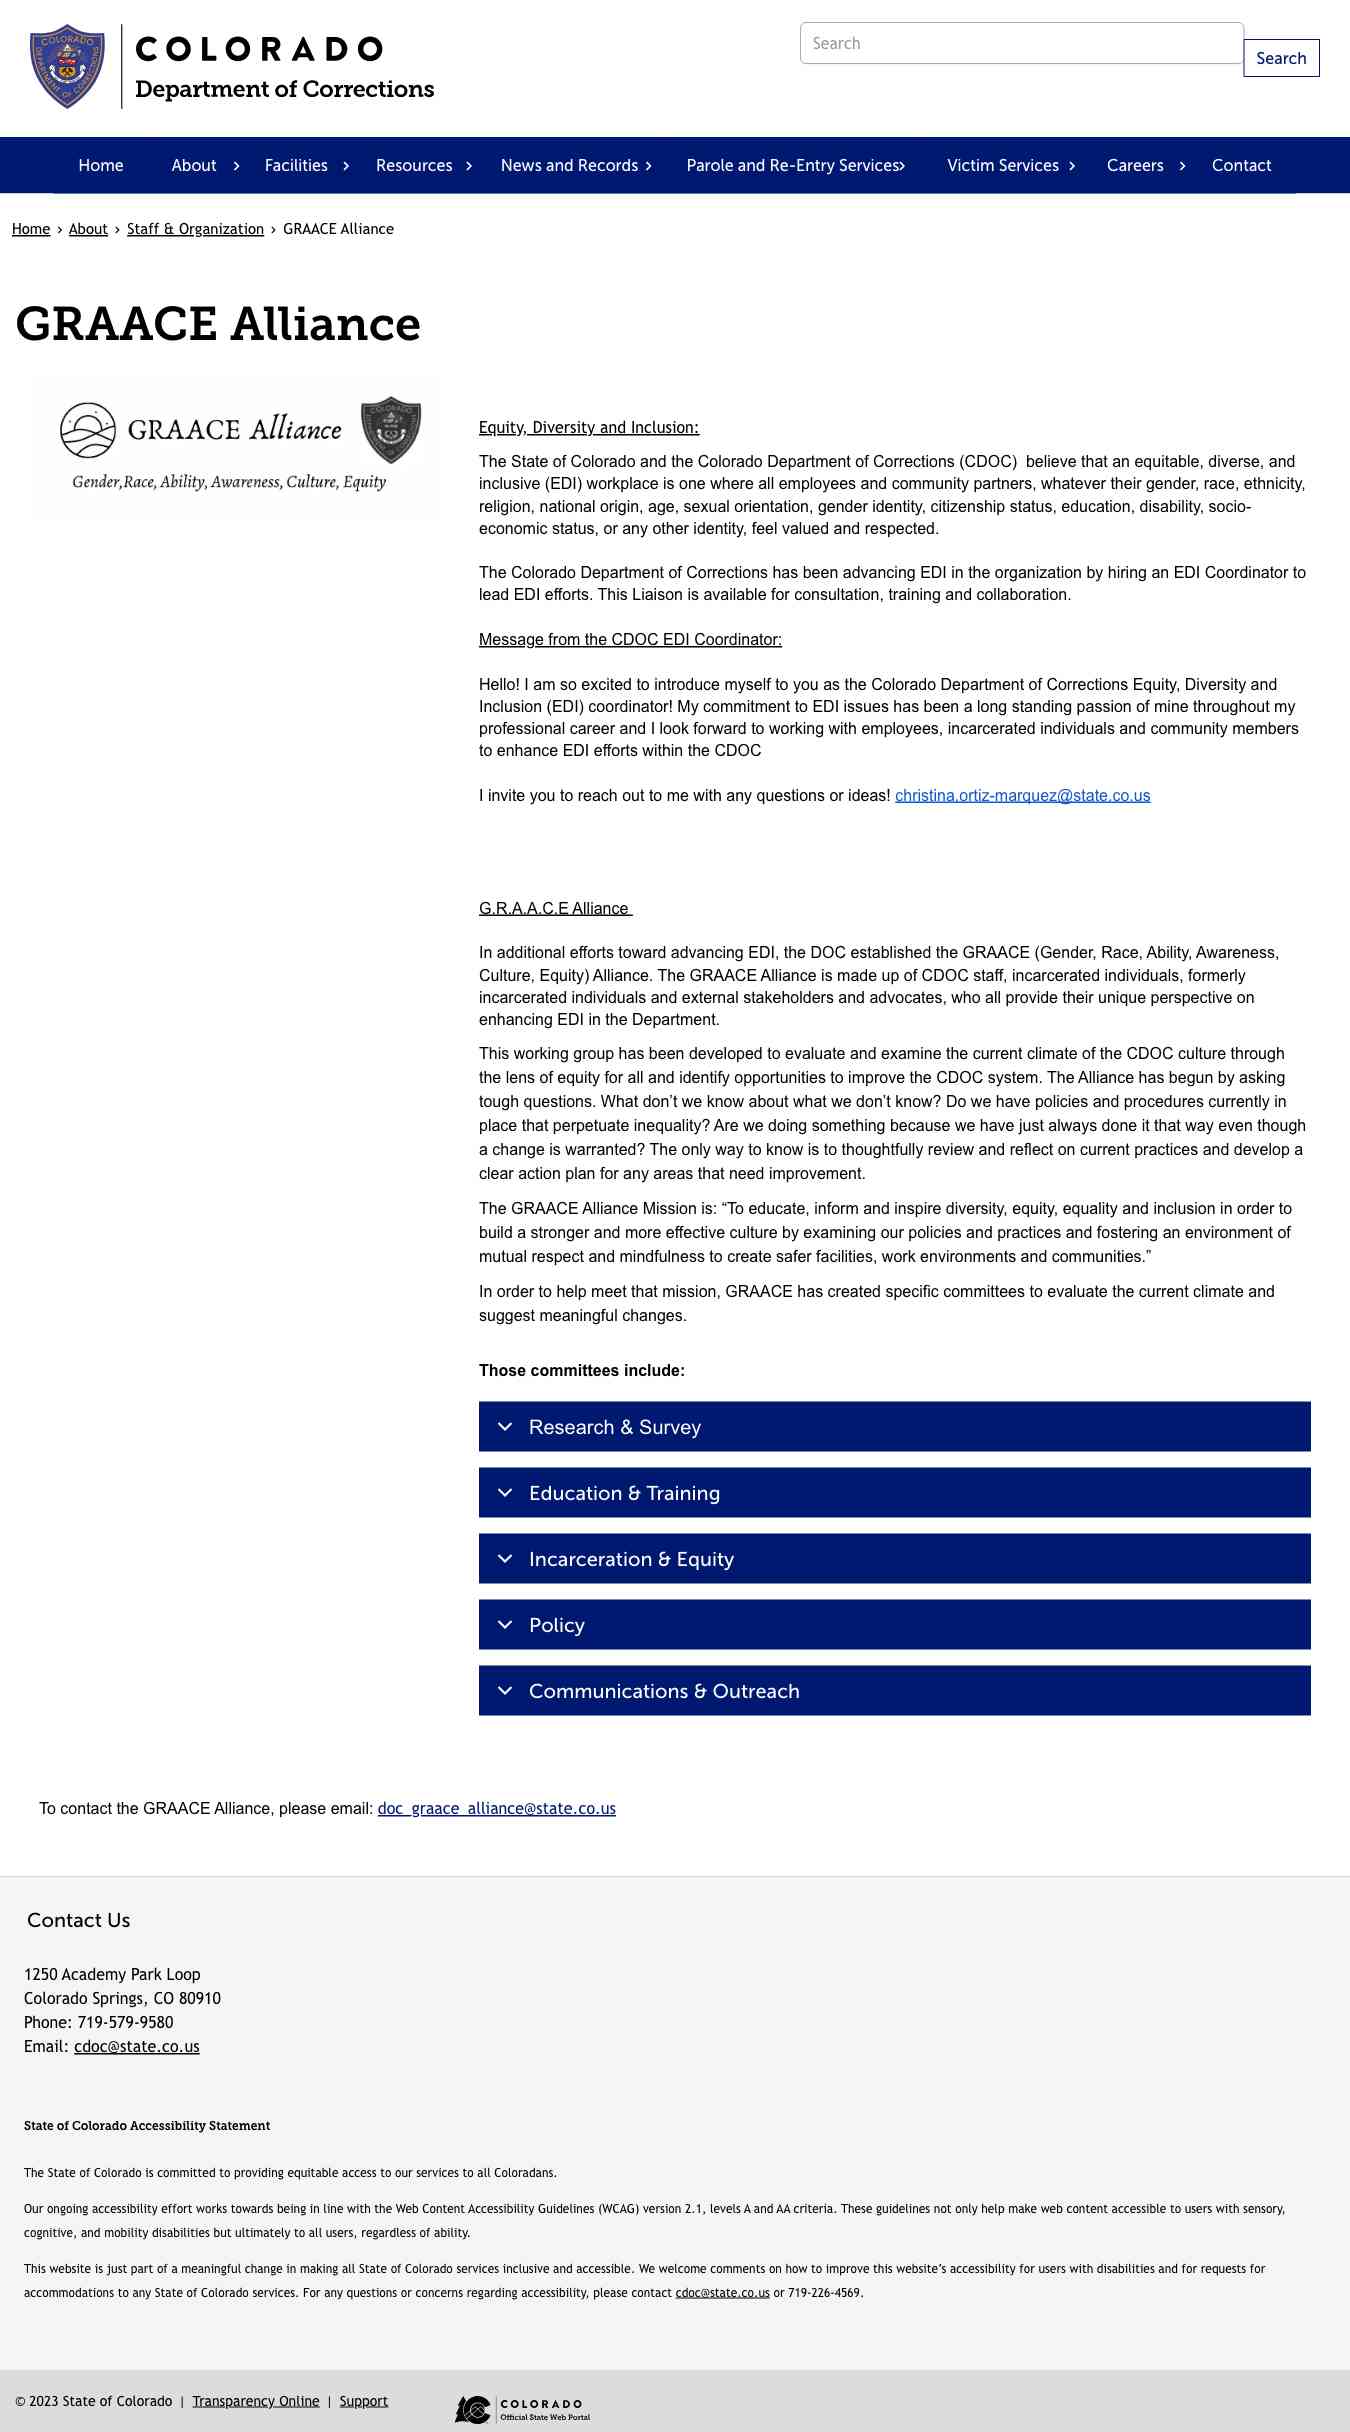 COLORADO
Department of Corrections
Search
Search
Home About Facilities Resources News and Records Parole and Re-Entry Services Victim Services Careers Contact
Home › About › Staff & Organization › GRAACE Alliance
GRAACE Alliance
GRAACE Alliance
Gender,Race, Ability, Awareness, Culture, Equity
Equity, Diversity and Inclusion:
The State of Colorado and the Colorado Department of Corrections (CDOC)  believe that an equitable, diverse, and
inclusive (EDI) workplace is one where all employees and community partners, whatever their gender, race, ethnicity,
religion, national origin, age, sexual orientation, gender identity, citizenship status, education, disability, socio-
economic status, or any other identity, feel valued and respected.
The Colorado Department of Corrections has been advancing EDI in the organization by hiring an EDI Coordinator to
lead EDI efforts. This Liaison is available for consultation, training and collaboration.
Message from the CDOC EDI Coordinator:
Hello! I am so excited to introduce myself to you as the Colorado Department of Corrections Equity, Diversity and
Inclusion (EDI) coordinator! My commitment to EDI issues has been a long standing passion of mine throughout my
professional career and I look forward to working with employees, incarcerated individuals and community members
to enhance EDI efforts within the CDOC
I invite you to reach out to me with any questions or ideas! christina.ortiz-marquez@state.co.us
G.R.A.A.C.E Alliance
In additional efforts toward advancing EDI, the DOC established the GRAACE (Gender, Race, Ability, Awareness,
Culture, Equity) Alliance. The GRAACE Alliance is made up of CDOC staff, incarcerated individuals, formerly
incarcerated individuals and external stakeholders and advocates, who all provide their unique perspective on
enhancing EDI in the Department.
This working group has been developed to evaluate and examine the current climate of the CDOC culture through
the lens of equity for all and identify opportunities to improve the CDOC system. The Alliance has begun by asking
tough questions. What don’t we know about what we don’t know? Do we have policies and procedures currently in
place that perpetuate inequality? Are we doing something because we have just always done it that way even though
a change is warranted? The only way to know is to thoughtfully review and reflect on current practices and develop a
clear action plan for any areas that need improvement.
The GRAACE Alliance Mission is: “To educate, inform and inspire diversity, equity, equality and inclusion in order to
build a stronger and more effective culture by examining our policies and practices and fostering an environment of
mutual respect and mindfulness to create safer facilities, work environments and communities.”
In order to help meet that mission, GRAACE has created specific committees to evaluate the current climate and
suggest meaningful changes.
Those committees include:
Research & Survey
Education & Training
Incarceration & Equity
Policy
Communications & Outreach
To contact the GRAACE Alliance, please email: doc_graace_alliance@state.co.us
Contact Us
1250 Academy Park Loop
Colorado Springs, CO 80910
Phone: 719-579-9580
Email: cdoc@state.co.us
State of Colorado Accessibility Statement
The State of Colorado is committed to providing equitable access to our services to all Coloradans.
Our ongoing accessibility effort works towards being in line with the Web Content Accessibility Guidelines (WCAG) version 2.1, levels A and AA criteria. These guidelines not only help make web content accessible to users with sensory,
cognitive, and mobility disabilities but ultimately to all users, regardless of ability.
This website is just part of a meaningful change in making all State of Colorado services inclusive and accessible. We welcome comments on how to improve this website’s accessibility for users with disabilities and for requests for
accommodations to any State of Colorado services. For any questions or concerns regarding accessibility, please contact cdoc@state.co.us or 719-226-4569.
© 2023 State of Colorado | Transparency Online | Support
COLORADO
Official State Web Portal